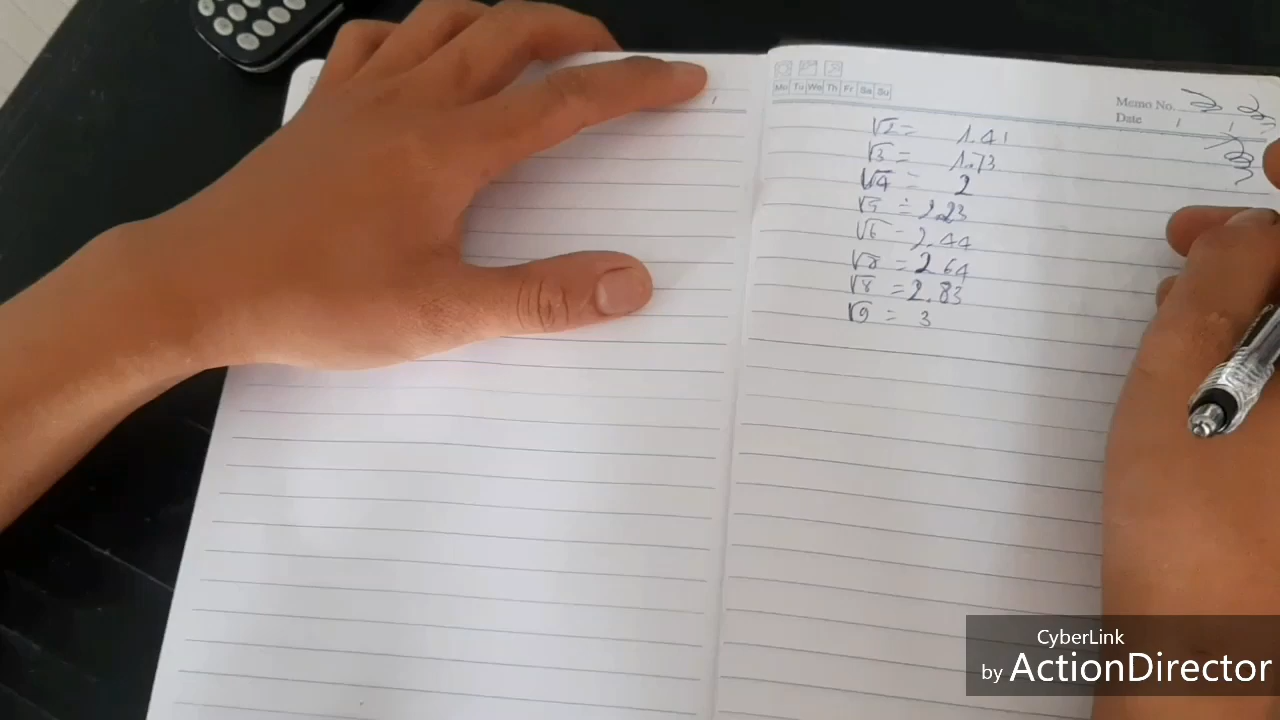 Mo Tu We Th Fr Sa Su
Memo No.
Date
√2 = 1.41
√3 = 1.73
√4 = 2
√5 = 2.23
√6 = 2.44
√8 = 2.64
√8 = 2.83
√9 = 3
CyberLink
by ActionDirector